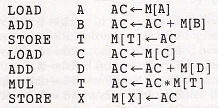 LOAD A AC←M[A]
ADD B AC←AC + M[B]
STORE T M[T]←AC
LOAD C AC←M[C]
ADD D AC←AC + M[D]
MUL T AC←AC*M[T]
STORE X M[X]←AC